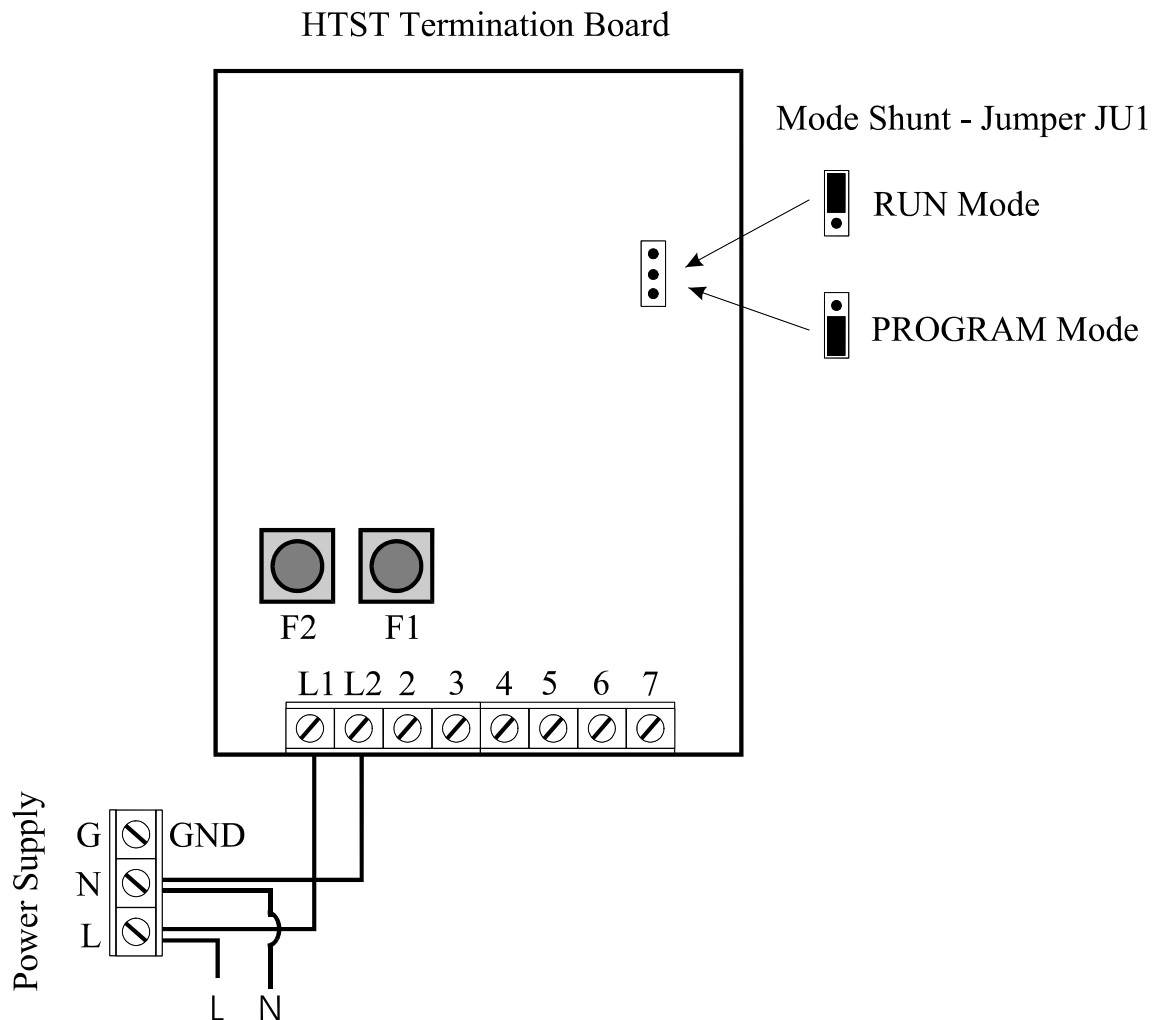 HTST Termination Board
Mode Shunt - Jumper JU1
RUN Mode
PROGRAM Mode
F2 F1
L1 L2 2 3 4 5 6 7
Power Supply
G GND
N
L
L N